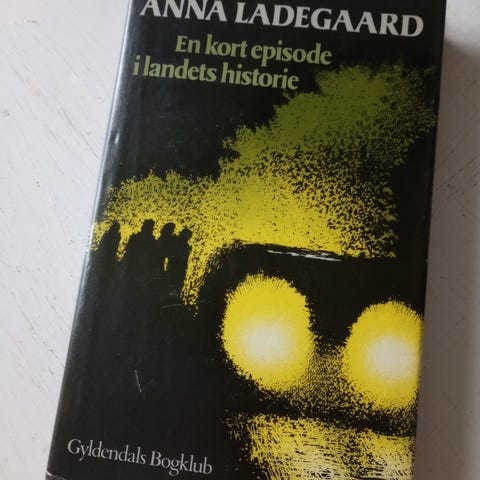 ANNA LADEGAARD
En kort episode
i landets historie
Gyldendals Bogklub